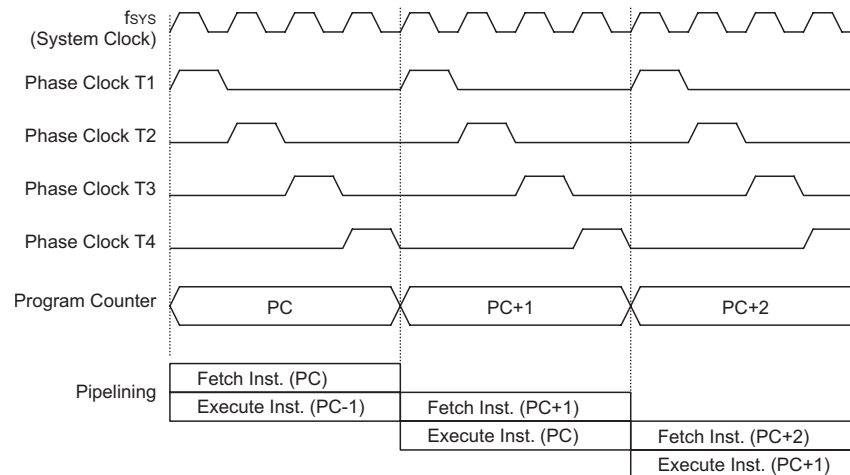 fSYS
(System Clock)
Phase Clock T1
Phase Clock T2
Phase Clock T3
Phase Clock T4
Program Counter
PC
PC+1
PC+2
Pipelining
Fetch Inst. (PC)
Execute Inst. (PC-1)
Fetch Inst. (PC+1)
Execute Inst. (PC)
Fetch Inst. (PC+2)
Execute Inst. (PC+1)